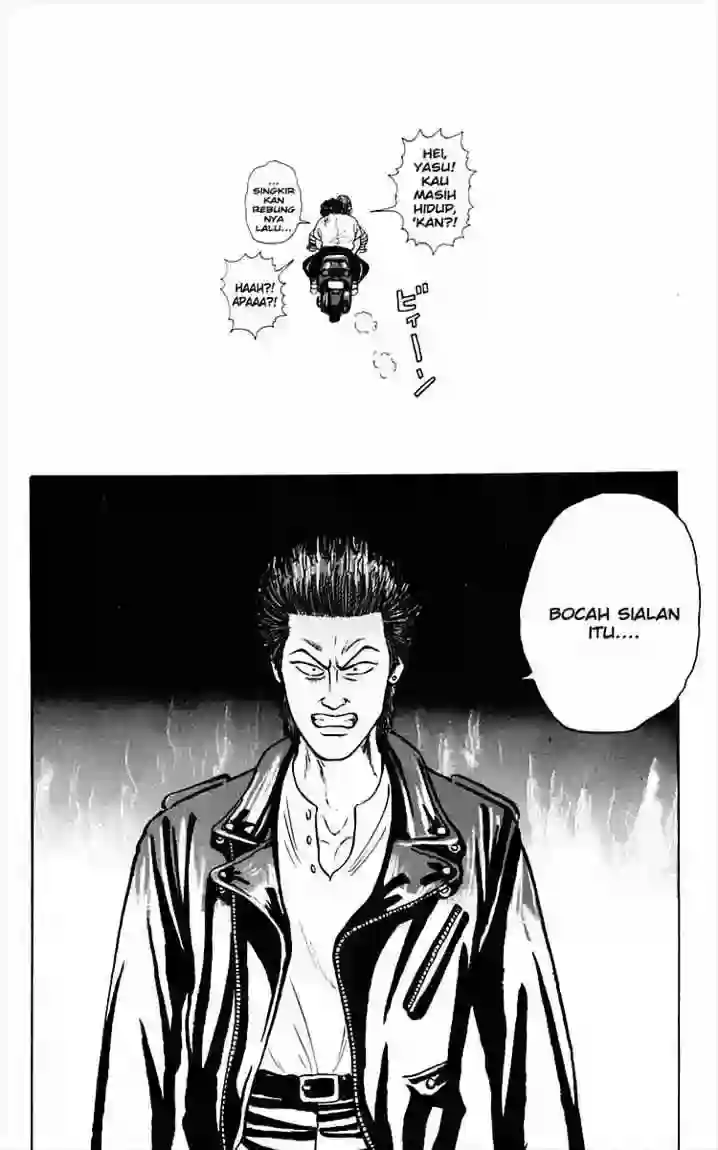 HEI,
YASU!
KAU
MASIH
HIDUP,
'KAN?!
...
SINGKIR
KAN
REBUNG
NYA
LALU...
HAAH?!
APAAA?!
ビィーン
BOCAH SIALAN
ITU....